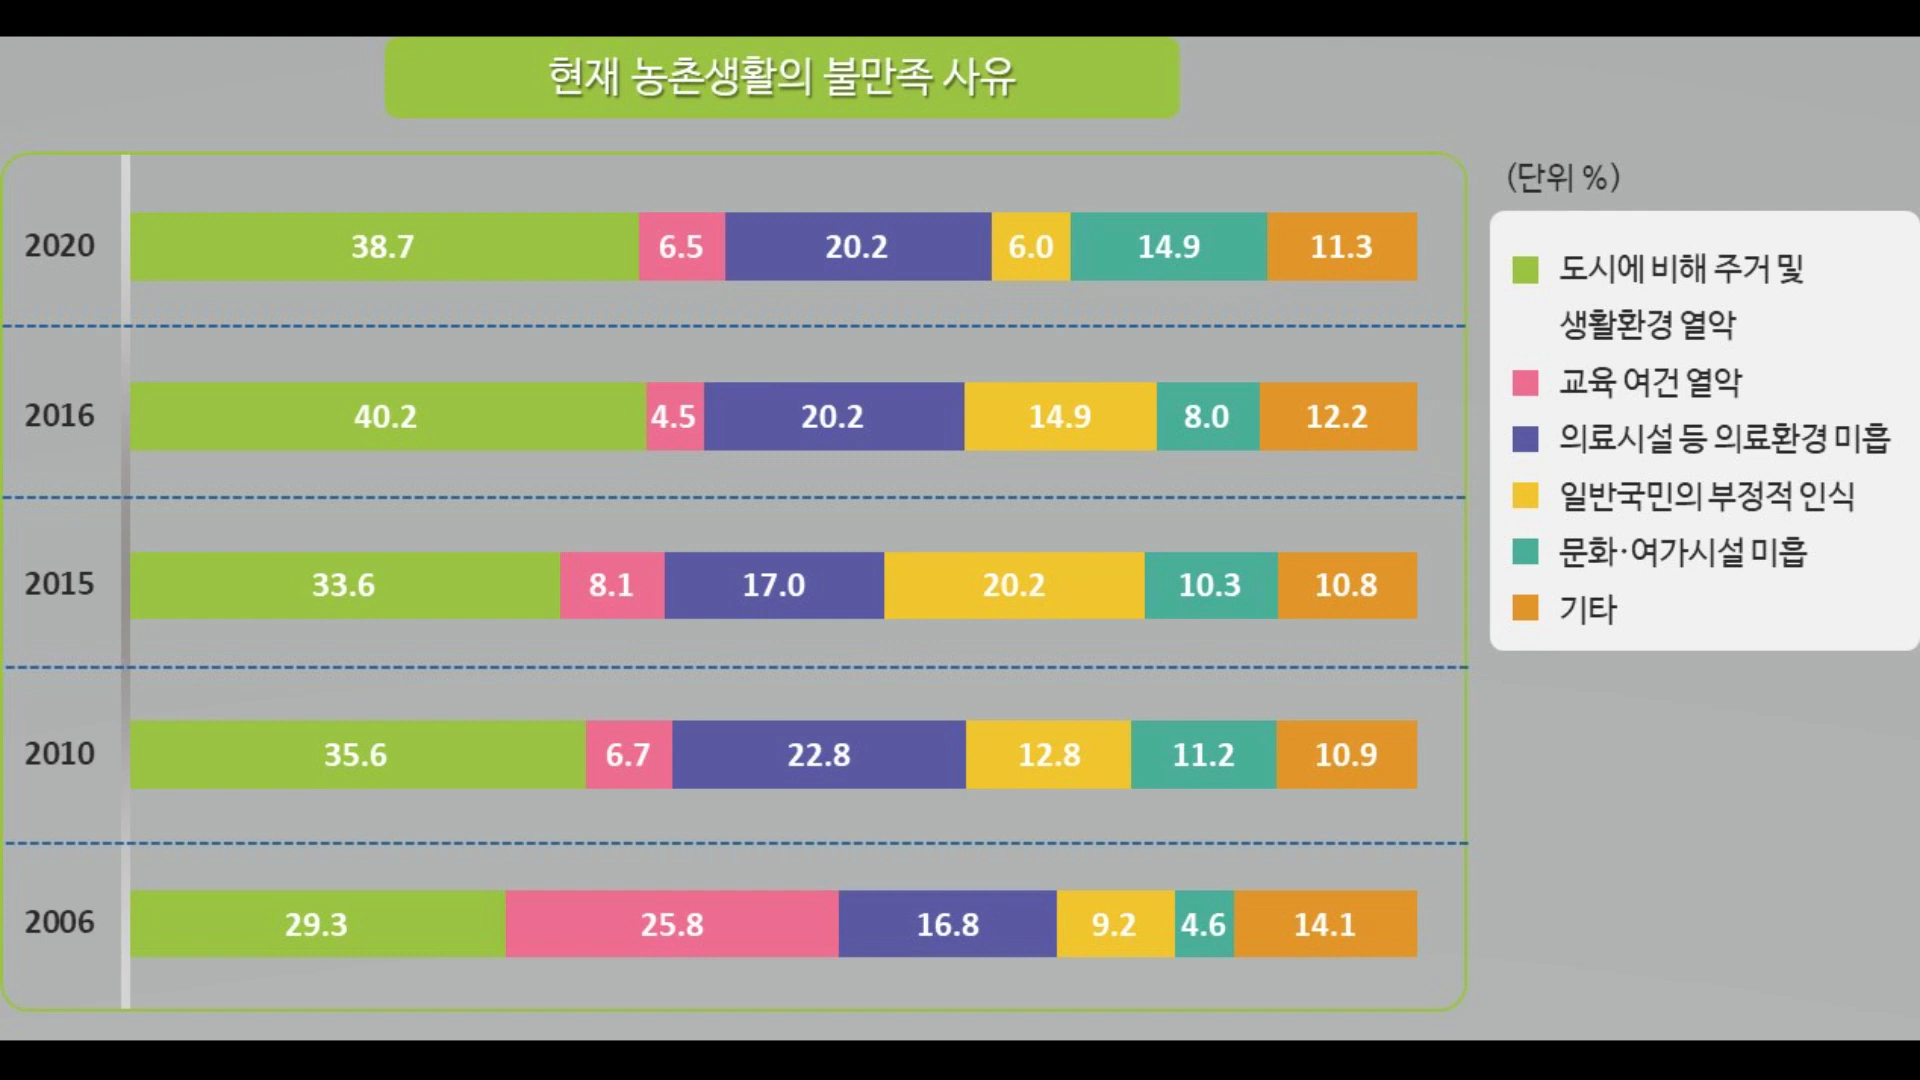 현재 농촌생활의 불만족 사유
(단위 %)
2020 38.7 6.5 20.2 6.0 14.9 11.3
2016 40.2 4.5 20.2 14.9 8.0 12.2
2015 33.6 8.1 17.0 20.2 10.3 10.8
2010 35.6 6.7 22.8 12.8 11.2 10.9
2006 29.3 25.8 16.8 9.2 4.6 14.1
도시에 비해 주거 및
생활환경 열악
교육 여건 열악
의료시설 등 의료환경 미흡
일반국민의 부정적 인식
문화·여가시설 미흡
기타